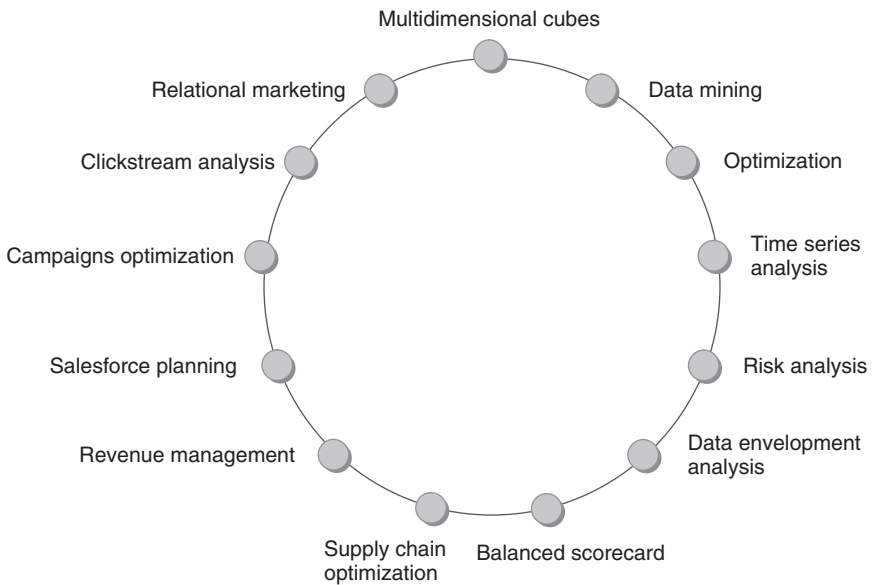 Multidimensional cubes
Relational marketing
Data mining
Clickstream analysis
Optimization
Campaigns optimization
Time series
analysis
Salesforce planning
Risk analysis
Revenue management
Data envelopment
analysis
Supply chain
optimization
Balanced scorecard